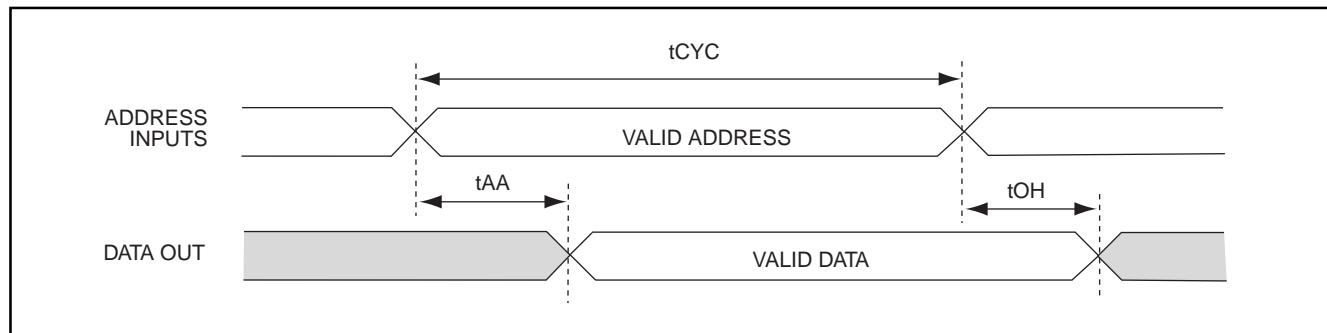 tCYC
ADDRESS
INPUTS
VALID ADDRESS
tAA
tOH
DATA OUT
VALID DATA